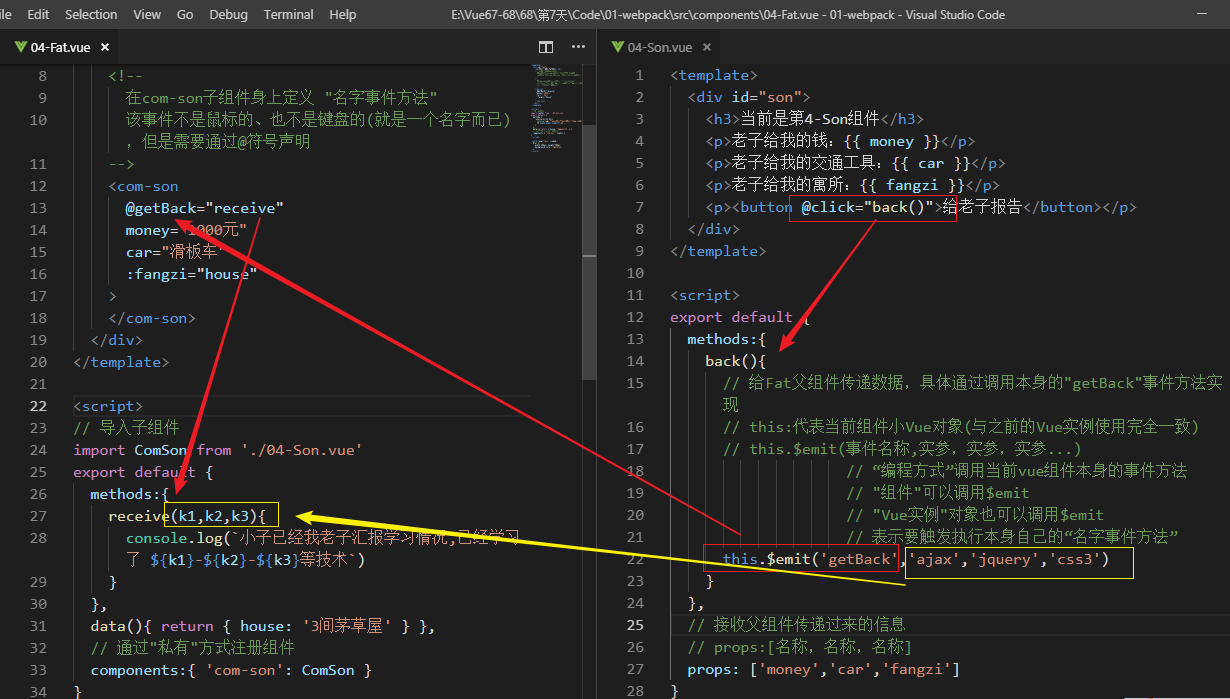 ile Edit Selection View Go Debug Terminal Help E:\Vue67-68\68\第7天\Code\01-webpack\src\components\04-Fat.vue - 01-webpack - Visual Studio Code
04-Fat.vue ×
8 <!--
9 在com-son子组件身上定义 "名字事件方法"
10 该事件不是鼠标的、也不是键盘的(就是一个名字而已)
，但是需要通过@符号声明
11 -->
12 <com-son
13 @getBack="receive"
14 money="1000元"
15 car="滑板车"
16 :fangzi="house"
17 >
18 </com-son>
19 </div>
20 </template>
21
22 <script>
23 // 导入子组件
24 import ComSon from './04-Son.vue'
25 export default {
26 methods:{
27 receive(k1,k2,k3){
28 console.log(`小子已经我老子汇报学习情况,已经学习
了 ${k1}-${k2}-${k3}等技术`)
29 }
30 },
31 data(){ return { house: '3间茅草屋' } },
32 // 通过"私有"方式注册组件
33 components:{ 'com-son': ComSon }
34 }
04-Son.vue ×
1 <template>
2 <div id="son">
3 <h3>当前是第4-Son组件</h3>
4 <p>老子给我的钱：{{ money }}</p>
5 <p>老子给我的交通工具：{{ car }}</p>
6 <p>老子给我的寓所：{{ fangzi }}</p>
7 <p><button @click="back()">给老子报告</button></p>
8 </div>
9 </template>
10
11 <script>
12 export default {
13 methods:{
14 back(){
15 // 给Fat父组件传递数据，具体通过调用本身的"getBack"事件方法实
现
16 // this:代表当前组件小Vue对象(与之前的Vue实例使用完全一致)
17 // this.$emit(事件名称,实参，实参，实参...)
18 // “编程方式”调用当前vue组件本身的事件方法
19 // "组件"可以调用$emit
20 // "Vue实例"对象也可以调用$emit
21 // 表示要触发执行本身自己的“名字事件方法”
22 this.$emit('getBack','ajax','jquery','css3')
23 }
24 },
25 // 接收父组件传递过来的信息
26 // props:[名称，名称，名称]
27 props: ['money','car','fangzi']
28 }